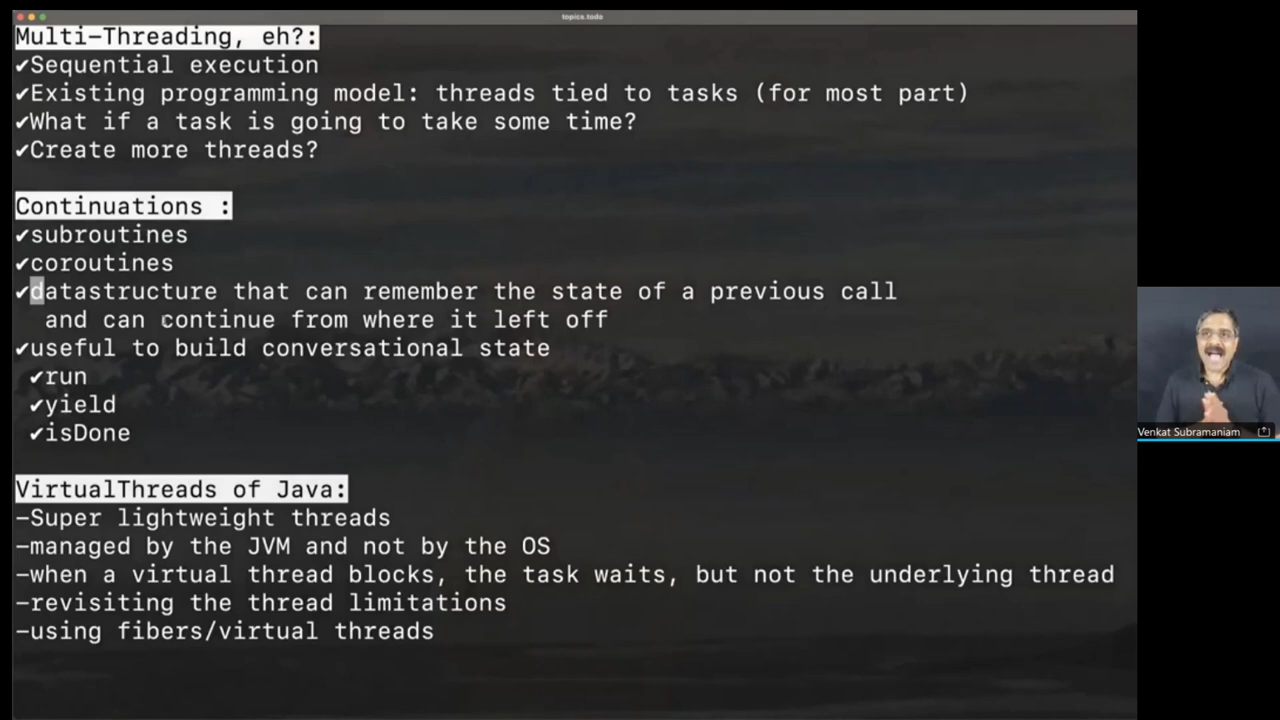 topics.todo
Multi-Threading, eh?:
✔Sequential execution
✔Existing programming model: threads tied to tasks (for most part)
✔What if a task is going to take some time?
✔Create more threads?
Continuations :
✔subroutines
✔coroutines
✔datastructure that can remember the state of a previous call
and can continue from where it left off
✔useful to build conversational state
✔run
✔yield
✔isDone
VirtualThreads of Java:
-Super lightweight threads
-managed by the JVM and not by the OS
-when a virtual thread blocks, the task waits, but not the underlying thread
-revisiting the thread limitations
-using fibers/virtual threads
Venkat Subramaniam